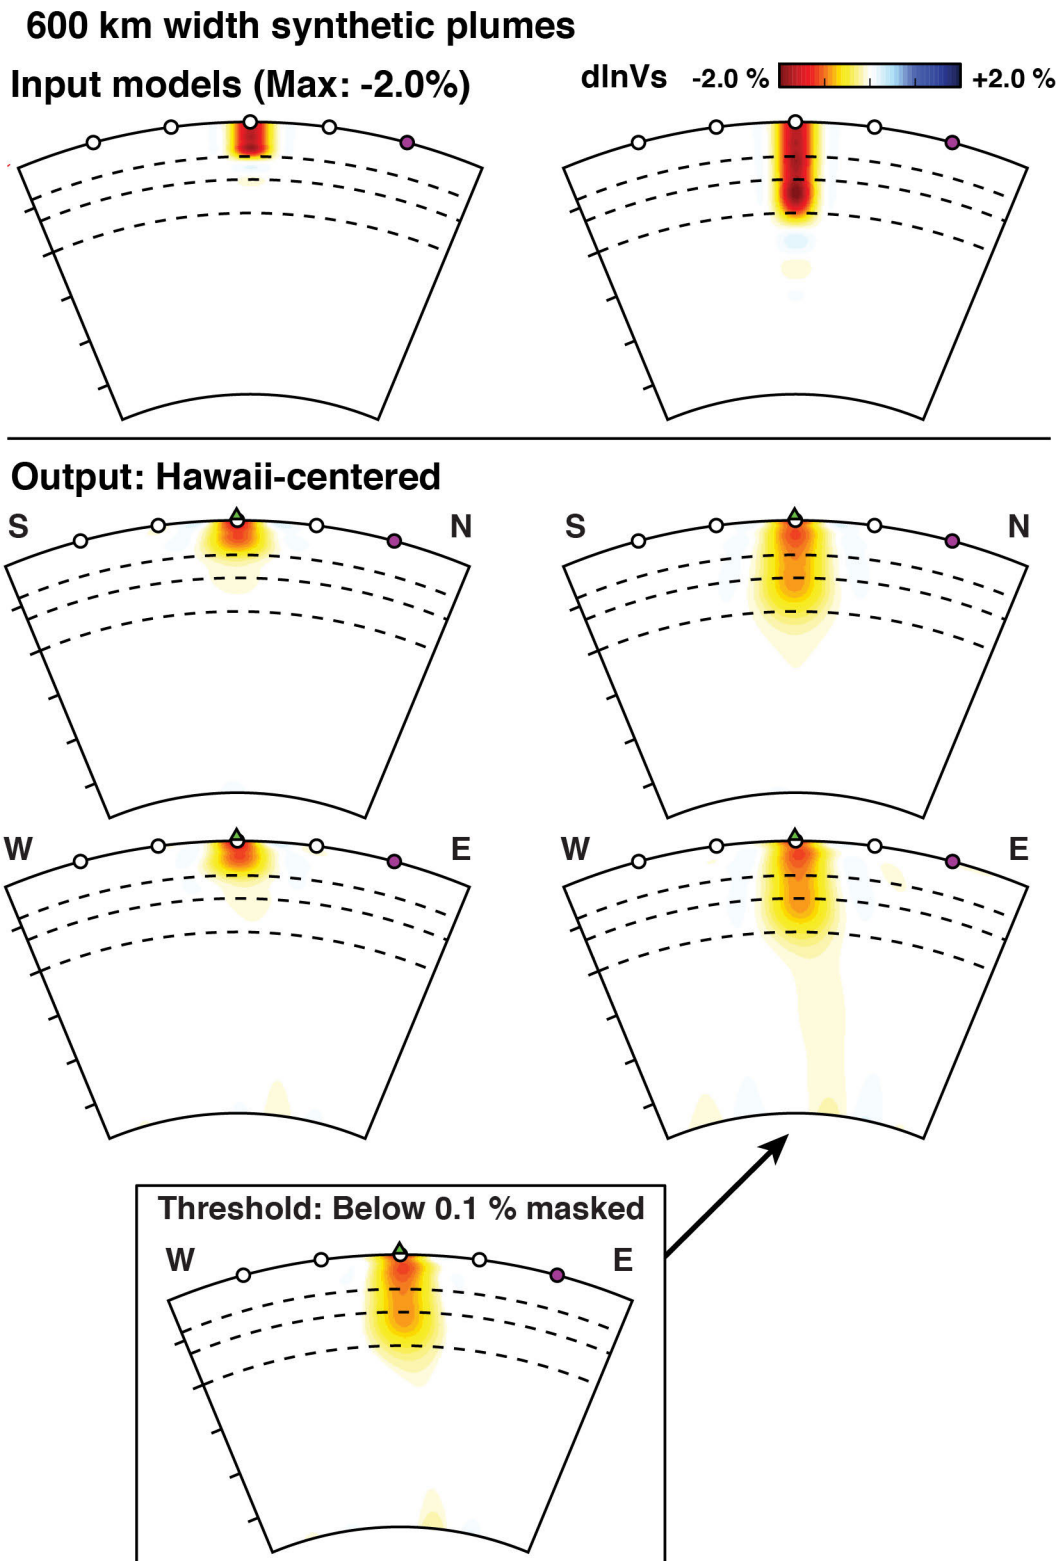 600 km width synthetic plumes
Input models (Max: -2.0%)
dlnVs -2.0 % +2.0 %
Output: Hawaii-centered
S N S N
W E W E
Threshold: Below 0.1 % masked
W E